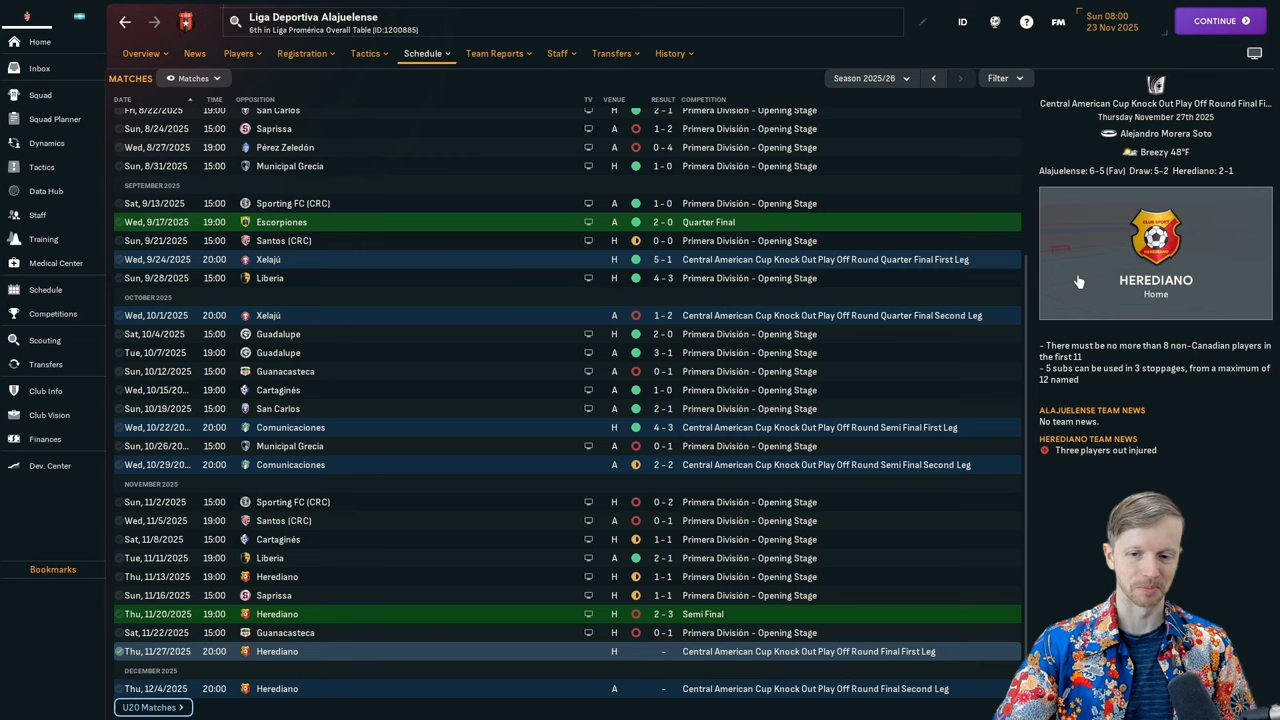 Liga Deportiva Alajuelense
6th in Liga Promérica Overall Table (ID:1200885)
ID
FM
Sun 08:00
23 Nov 2025
CONTINUE
Home
Inbox
Squad
Squad Planner
Dynamics
Tactics
Data Hub
Staff
Training
Medical Center
Schedule
Competitions
Scouting
Transfers
Club Info
Club Vision
Finances
Dev. Center
Bookmarks
Overview News Players Registration Tactics Schedule Team Reports Staff Transfers History
MATCHES Matches Season 2025/26 Filter
DATE TIME OPPOSITION TV VENUE RESULT COMPETITION
Fri, 8/22/2025 19:00 San Carlos H 2 - 1 Primera División - Opening Stage
Sun, 8/24/2025 15:00 Saprissa A 1 - 2 Primera División - Opening Stage
Wed, 8/27/2025 19:00 Pérez Zeledón A 0 - 4 Primera División - Opening Stage
Sun, 8/31/2025 15:00 Municipal Grecia H 1 - 0 Primera División - Opening Stage
SEPTEMBER 2025
Sat, 9/13/2025 15:00 Sporting FC (CRC) A 1 - 0 Primera División - Opening Stage
Wed, 9/17/2025 19:00 Escorpiones A 2 - 0 Quarter Final
Sun, 9/21/2025 15:00 Santos (CRC) H 0 - 0 Primera División - Opening Stage
Wed, 9/24/2025 20:00 Xelajú H 5 - 1 Central American Cup Knock Out Play Off Round Quarter Final First Leg
Sun, 9/28/2025 15:00 Liberia H 4 - 3 Primera División - Opening Stage
OCTOBER 2025
Wed, 10/1/2025 20:00 Xelajú A 1 - 2 Central American Cup Knock Out Play Off Round Quarter Final Second Leg
Sat, 10/4/2025 15:00 Guadalupe H 2 - 0 Primera División - Opening Stage
Tue, 10/7/2025 19:00 Guadalupe A 3 - 1 Primera División - Opening Stage
Sun, 10/12/2025 15:00 Guanacasteca A 0 - 1 Primera División - Opening Stage
Wed, 10/15/20... 19:00 Cartaginés A 1 - 0 Primera División - Opening Stage
Sun, 10/19/2025 15:00 San Carlos A 2 - 1 Primera División - Opening Stage
Wed, 10/22/20... 20:00 Comunicaciones H 4 - 3 Central American Cup Knock Out Play Off Round Semi Final First Leg
Sun, 10/26/20... 15:00 Municipal Grecia A 0 - 1 Primera División - Opening Stage
Wed, 10/29/20... 20:00 Comunicaciones A 2 - 2 Central American Cup Knock Out Play Off Round Semi Final Second Leg
NOVEMBER 2025
Sun, 11/2/2025 15:00 Sporting FC (CRC) H 0 - 2 Primera División - Opening Stage
Wed, 11/5/2025 19:00 Santos (CRC) A 0 - 1 Primera División - Opening Stage
Sat, 11/8/2025 15:00 Cartaginés H 1 - 1 Primera División - Opening Stage
Tue, 11/11/2025 19:00 Liberia A 2 - 1 Primera División - Opening Stage
Thu, 11/13/2025 19:00 Herediano H 1 - 1 Primera División - Opening Stage
Sun, 11/16/2025 15:00 Saprissa H 1 - 1 Primera División - Opening Stage
Thu, 11/20/2025 19:00 Herediano H 2 - 3 Semi Final
Sat, 11/22/2025 15:00 Guanacasteca H 0 - 1 Primera División - Opening Stage
Thu, 11/27/2025 20:00 Herediano H - Central American Cup Knock Out Play Off Round Final First Leg
DECEMBER 2025
Thu, 12/4/2025 20:00 Herediano A - Central American Cup Knock Out Play Off Round Final Second Leg
U20 Matches
Central American Cup Knock Out Play Off Round Final Fi...
Thursday November 27th 2025
Alejandro Morera Soto
Breezy 48°F
Alajuelense: 6-5 (Fav) Draw: 5-2 Herediano: 2-1
HEREDIANO
Home
- There must be no more than 8 non-Canadian players in
the first 11
- 5 subs can be used in 3 stoppages, from a maximum of
12 named
ALAJUELENSE TEAM NEWS
No team news.
HEREDIANO TEAM NEWS
Three players out injured